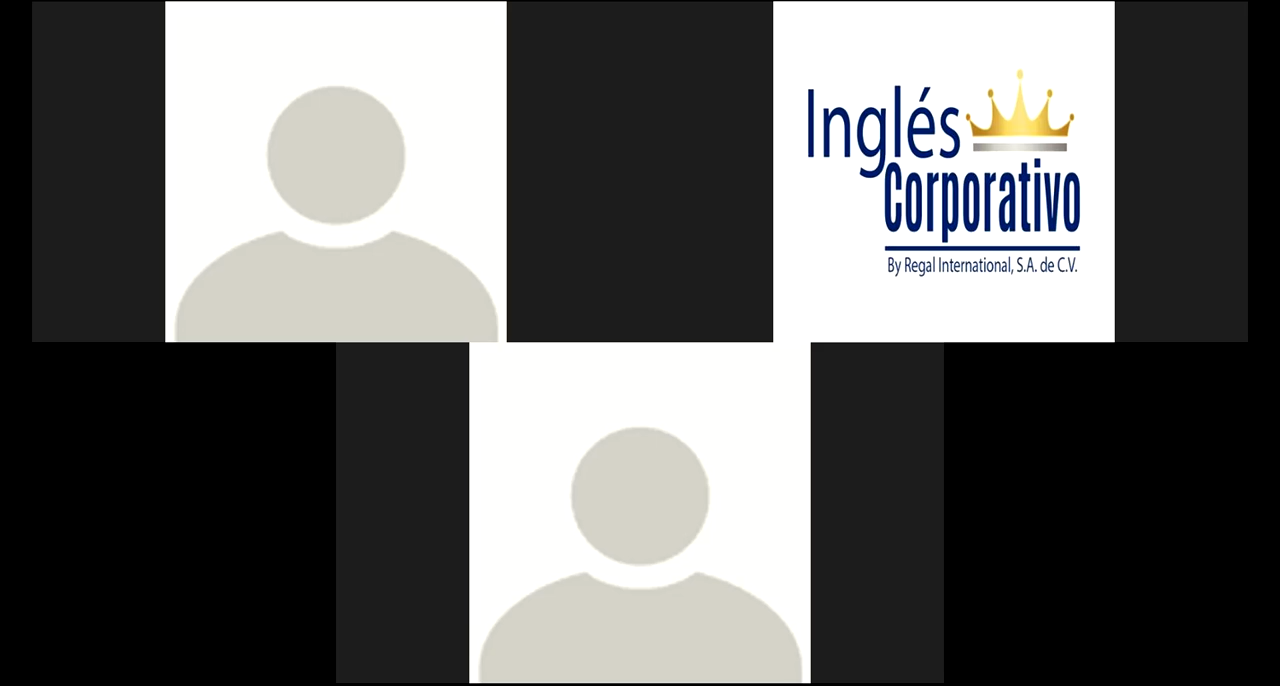 Inglés
Corporativo
By Regal International, S.A. de C.V.